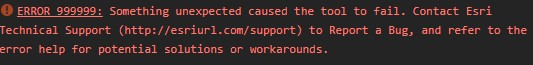 ERROR 999999: Something unexpected caused the tool to fail. Contact Esri
Technical Support (http://esriurl.com/support) to Report a Bug, and refer to the
error help for potential solutions or workarounds.